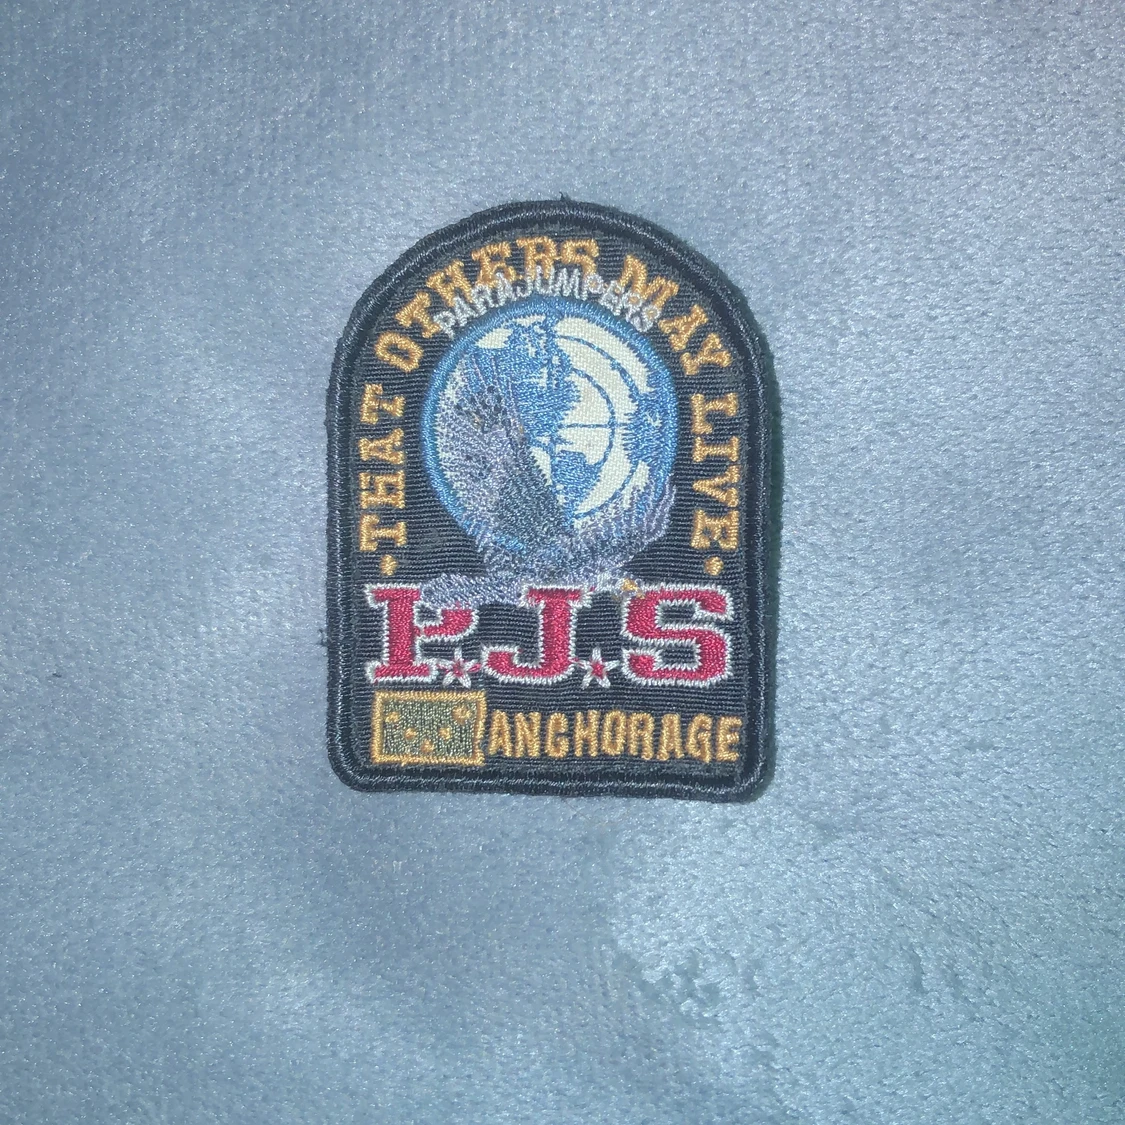 ·THAT OTHERS MAY LIVE·
PARAJUMPERS
P.J.S
ANCHORAGE